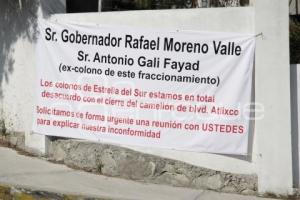 Sr. Gobernador Rafael Moreno Valle
Sr. Antonio Gali Fayad
(ex-colono de este fraccionamiento)
Los colonos de Estrella del Sur estamos en total
desacuerdo con el cierre del camellon de blvd. Atlixco
Solicitamos de forma urgente una reunión con USTEDES
para explicar nuestra inconformidad